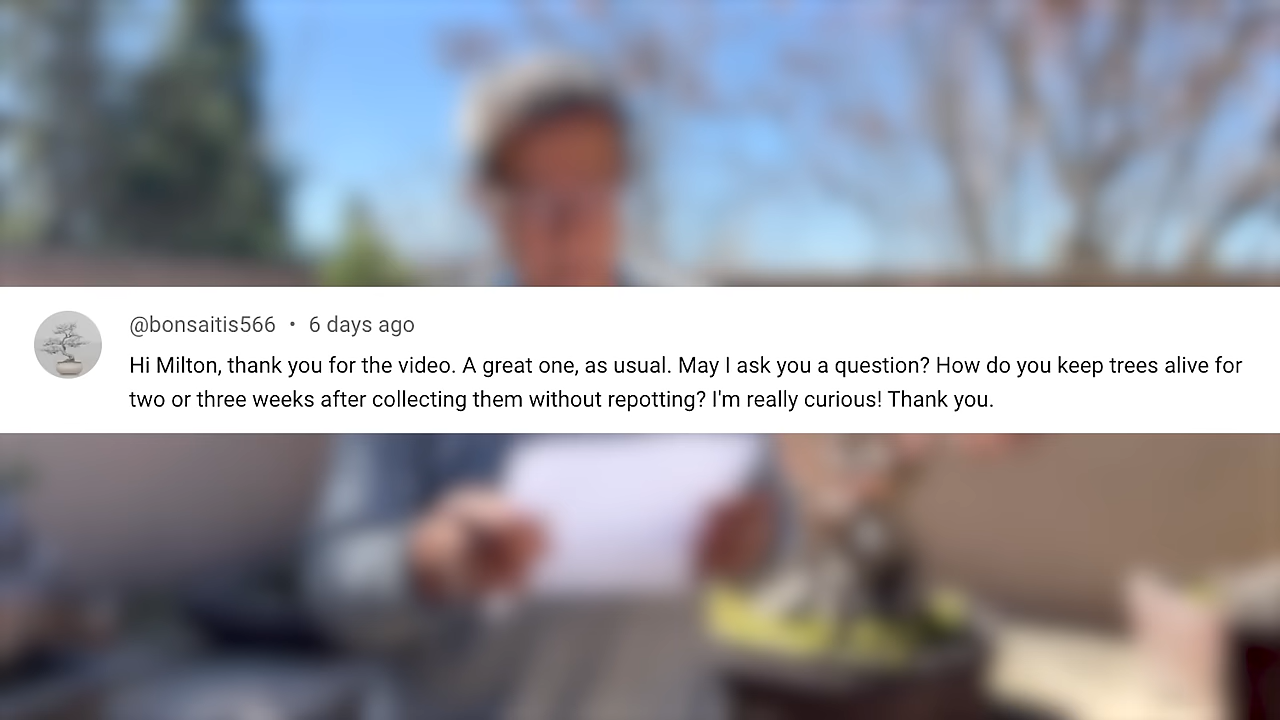 @bonsaitis566 • 6 days ago
Hi Milton, thank you for the video. A great one, as usual. May I ask you a question? How do you keep trees alive for
two or three weeks after collecting them without repotting? I'm really curious! Thank you.